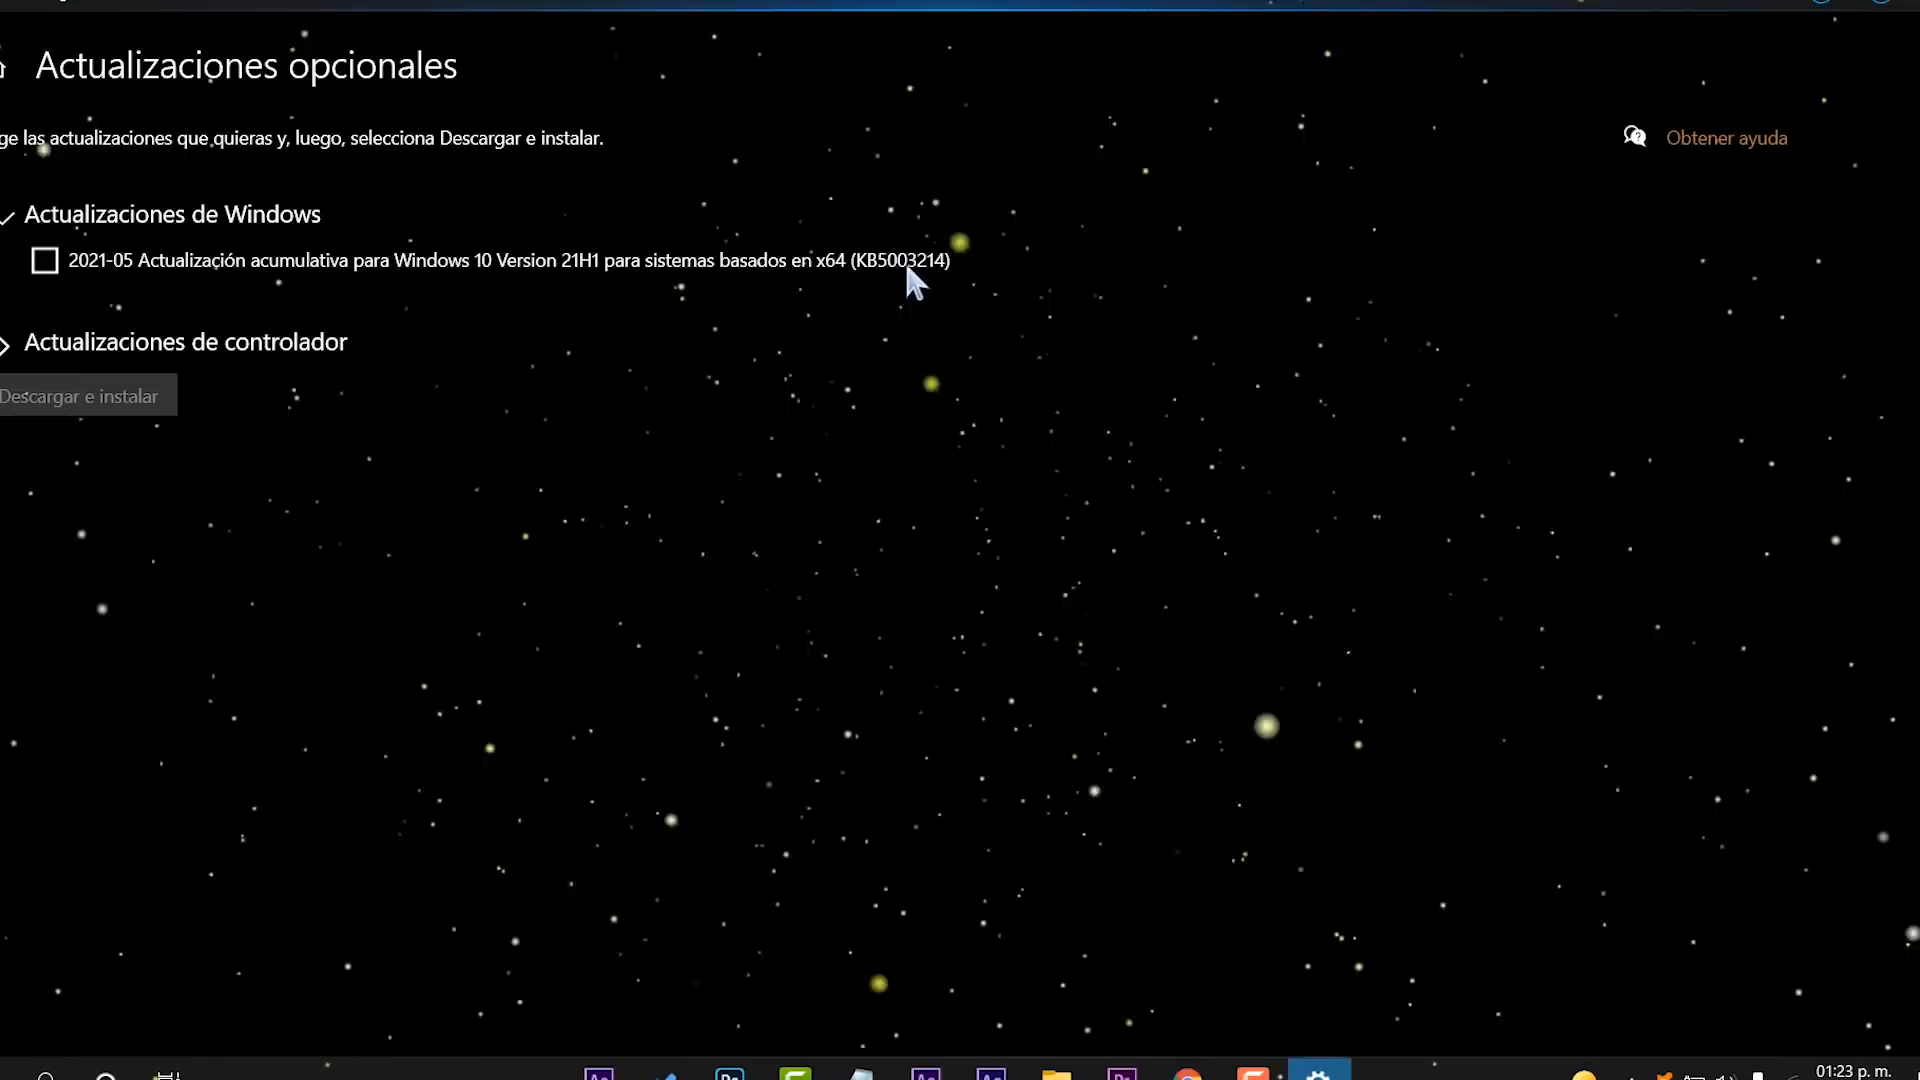 Actualizaciones opcionales
ge las actualizaciones que quieras y, luego, selecciona Descargar e instalar.
Obtener ayuda
Actualizaciones de Windows
2021-05 Actualización acumulativa para Windows 10 Version 21H1 para sistemas basados en x64 (KB5003214)
Actualizaciones de controlador
Descargar e instalar
01:23 p. m.